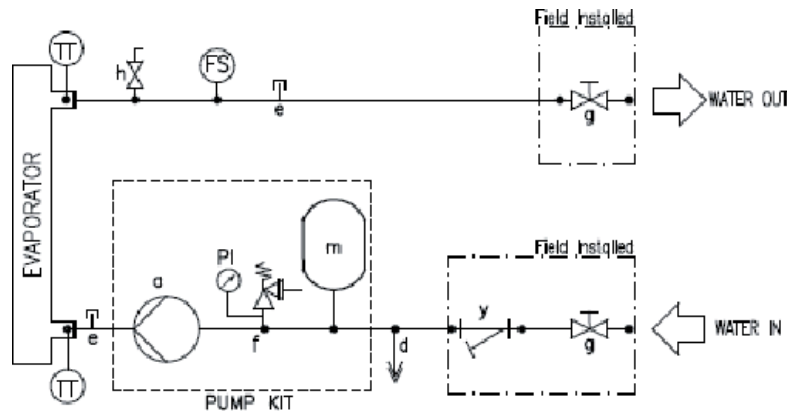 Field Installed
TT
h
FS
e
g
WATER OUT
EVAPORATOR
a
PI
m
Field Installed
y
e
f
d
g
WATER IN
TT
PUMP KIT